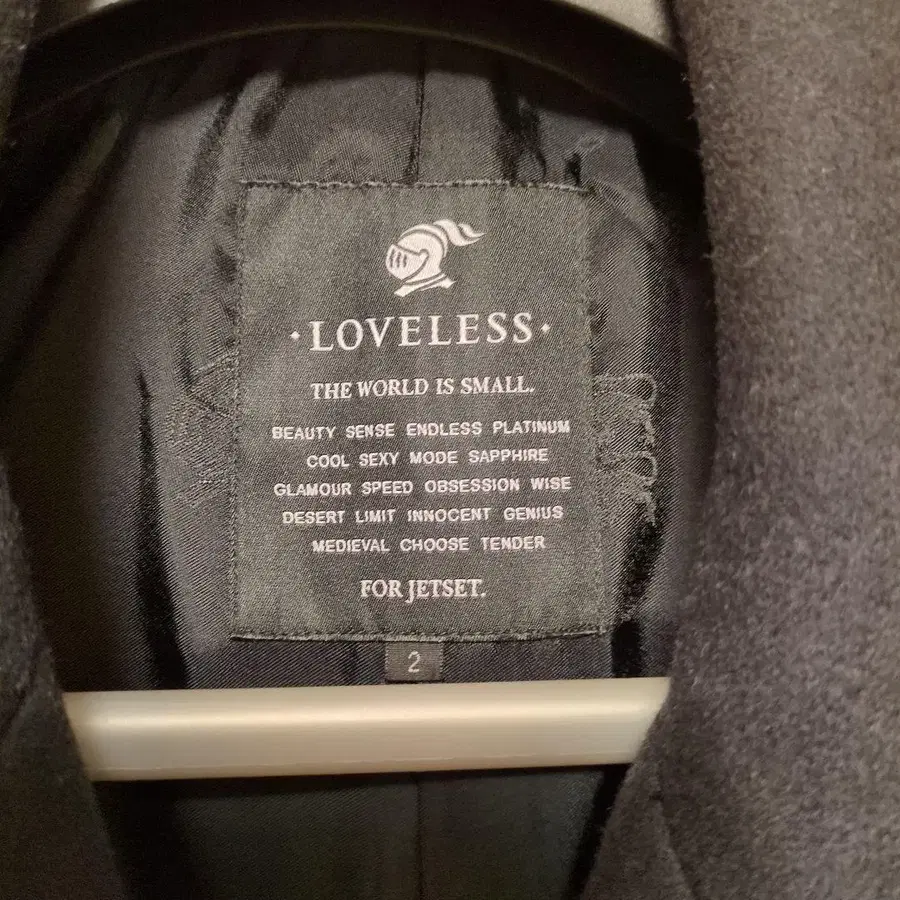 · LOVELESS ·
THE WORLD IS SMALL.
BEAUTY SENSE ENDLESS PLATINUM
COOL SEXY MODE SAPPHIRE
GLAMOUR SPEED OBSESSION WISE
DESERT LIMIT INNOCENT GENIUS
MEDIEVAL CHOOSE TENDER
FOR JETSET.
2